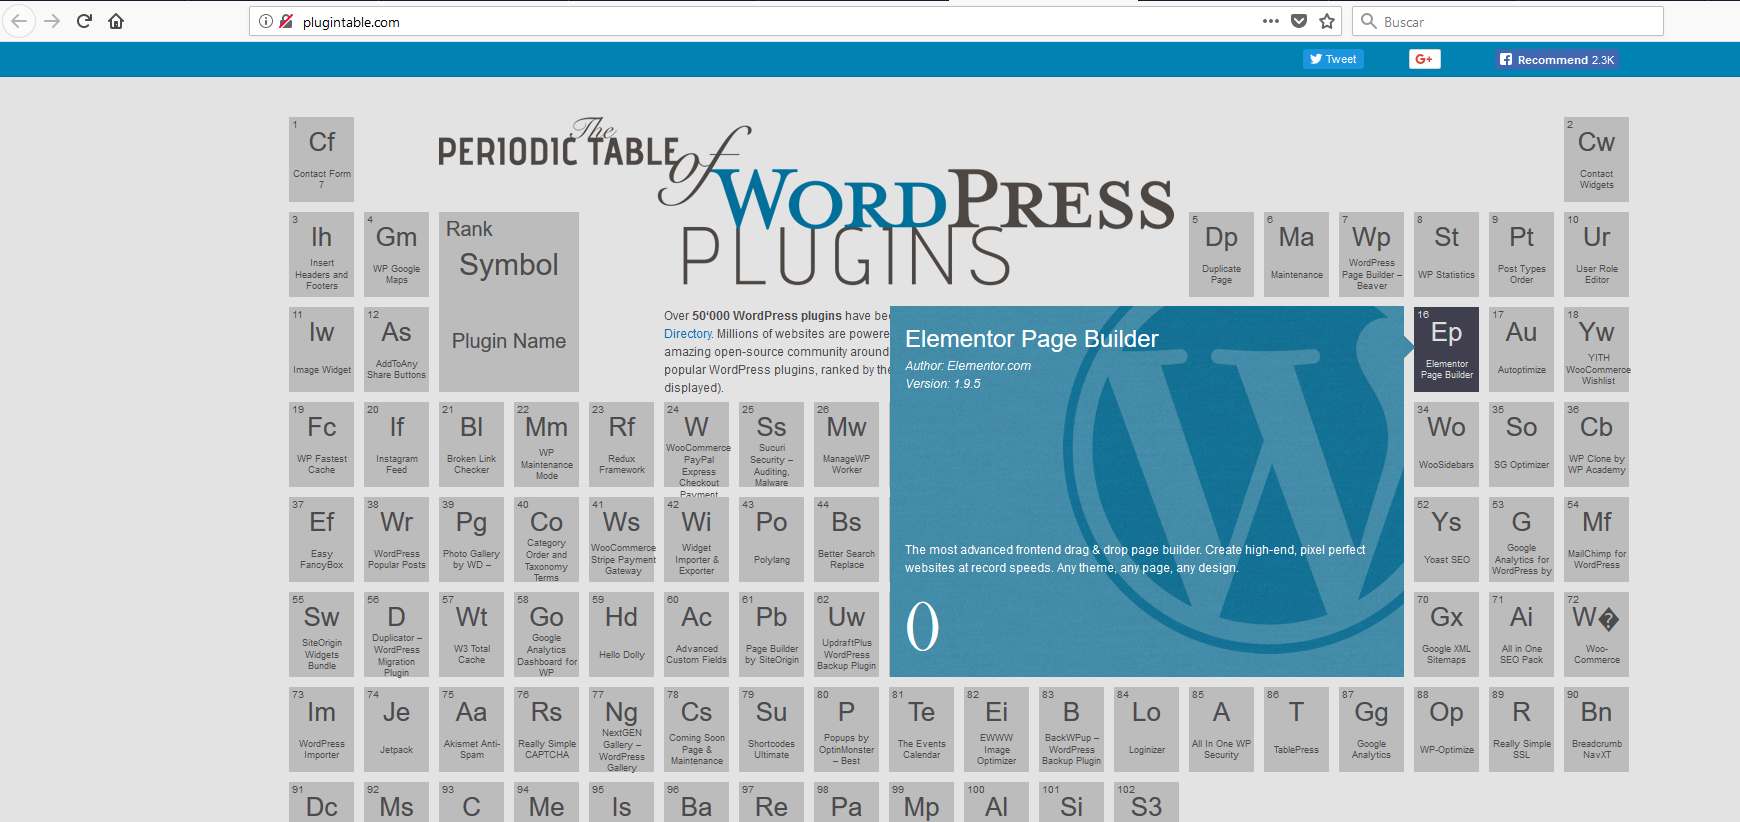 plugintable.com
Buscar
Tweet
G+
Recommend 2.3K
The
PERIODIC TABLE
of
WORDPRESS
PLUGINS
1
Cf
Contact Form
7
2
Cw
Contact
Widgets
3
Ih
Insert
Headers and
Footers
4
Gm
WP Google
Maps
Rank
Symbol
Plugin Name
5
Dp
Duplicate
Page
6
Ma
Maintenance
7
Wp
WordPress
Page Builder –
Beaver
8
St
WP Statistics
9
Pt
Post Types
Order
10
Ur
User Role
Editor
Over 50'000 WordPress plugins have
Directory. Millions of websites are powere
amazing open-source community around
popular WordPress plugins, ranked by the
displayed).
11
Iw
Image Widget
12
As
AddToAny
Share Buttons
Elementor Page Builder
Author: Elementor.com
Version: 1.9.5
The most advanced frontend drag & drop page builder. Create high-end, pixel perfect
websites at record speeds. Any theme, any page, any design.
0
16
Ep
Elementor
Page Builder
17
Au
Autoptimize
18
Yw
YITH
WooCommerce
Wishlist
19
Fc
WP Fastest
Cache
20
If
Instagram
Feed
21
Bl
Broken Link
Checker
22
Mm
WP
Maintenance
Mode
23
Rf
Redux
Framework
24
W
WooCommerce
PayPal
Express
Checkout
Payment
25
Ss
Sucuri
Security –
Auditing,
Malware
26
Mw
ManageWP
Worker
34
Wo
WooSidebars
35
So
SG Optimizer
36
Cb
WP Clone by
WP Academy
37
Ef
Easy
FancyBox
38
Wr
WordPress
Popular Posts
39
Pg
Photo Gallery
by WD –
40
Co
Category
Order and
Taxonomy
Terms
41
Ws
WooCommerce
Stripe Payment
Gateway
42
Wi
Widget
Importer &
Exporter
43
Po
Polylang
44
Bs
Better Search
Replace
52
Ys
Yoast SEO
53
G
Google
Analytics for
WordPress by
54
Mf
MailChimp for
WordPress
55
Sw
SiteOrigin
Widgets
Bundle
56
D
Duplicator –
WordPress
Migration
Plugin
57
Wt
W3 Total
Cache
58
Go
Google
Analytics
Dashboard for
WP
59
Hd
Hello Dolly
60
Ac
Advanced
Custom Fields
61
Pb
Page Builder
by SiteOrigin
62
Uw
UpdraftPlus
WordPress
Backup Plugin
70
Gx
Google XML
Sitemaps
71
Ai
All in One
SEO Pack
72
W�
Woo-
Commerce
73
Im
WordPress
Importer
74
Je
Jetpack
75
Aa
Akismet Anti-
Spam
76
Rs
Really Simple
CAPTCHA
77
Ng
NextGEN
Gallery –
WordPress
Gallery
78
Cs
Coming Soon
Page &
Maintenance
79
Su
Shortcodes
Ultimate
80
P
Popups by
OptinMonster
– Best
81
Te
The Events
Calendar
82
Ei
EWWW
Image
Optimizer
83
B
BackWPup –
WordPress
Backup Plugin
84
Lo
Loginizer
85
A
All In One WP
Security
86
T
TablePress
87
Gg
Google
Analytics
88
Op
WP-Optimize
89
R
Really Simple
SSL
90
Bn
Breadcrumb
NavXT
91
Dc
92
Ms
93
C
94
Me
95
Is
96
Ba
97
Re
98
Pa
99
Mp
100
Al
101
Si
102
S3